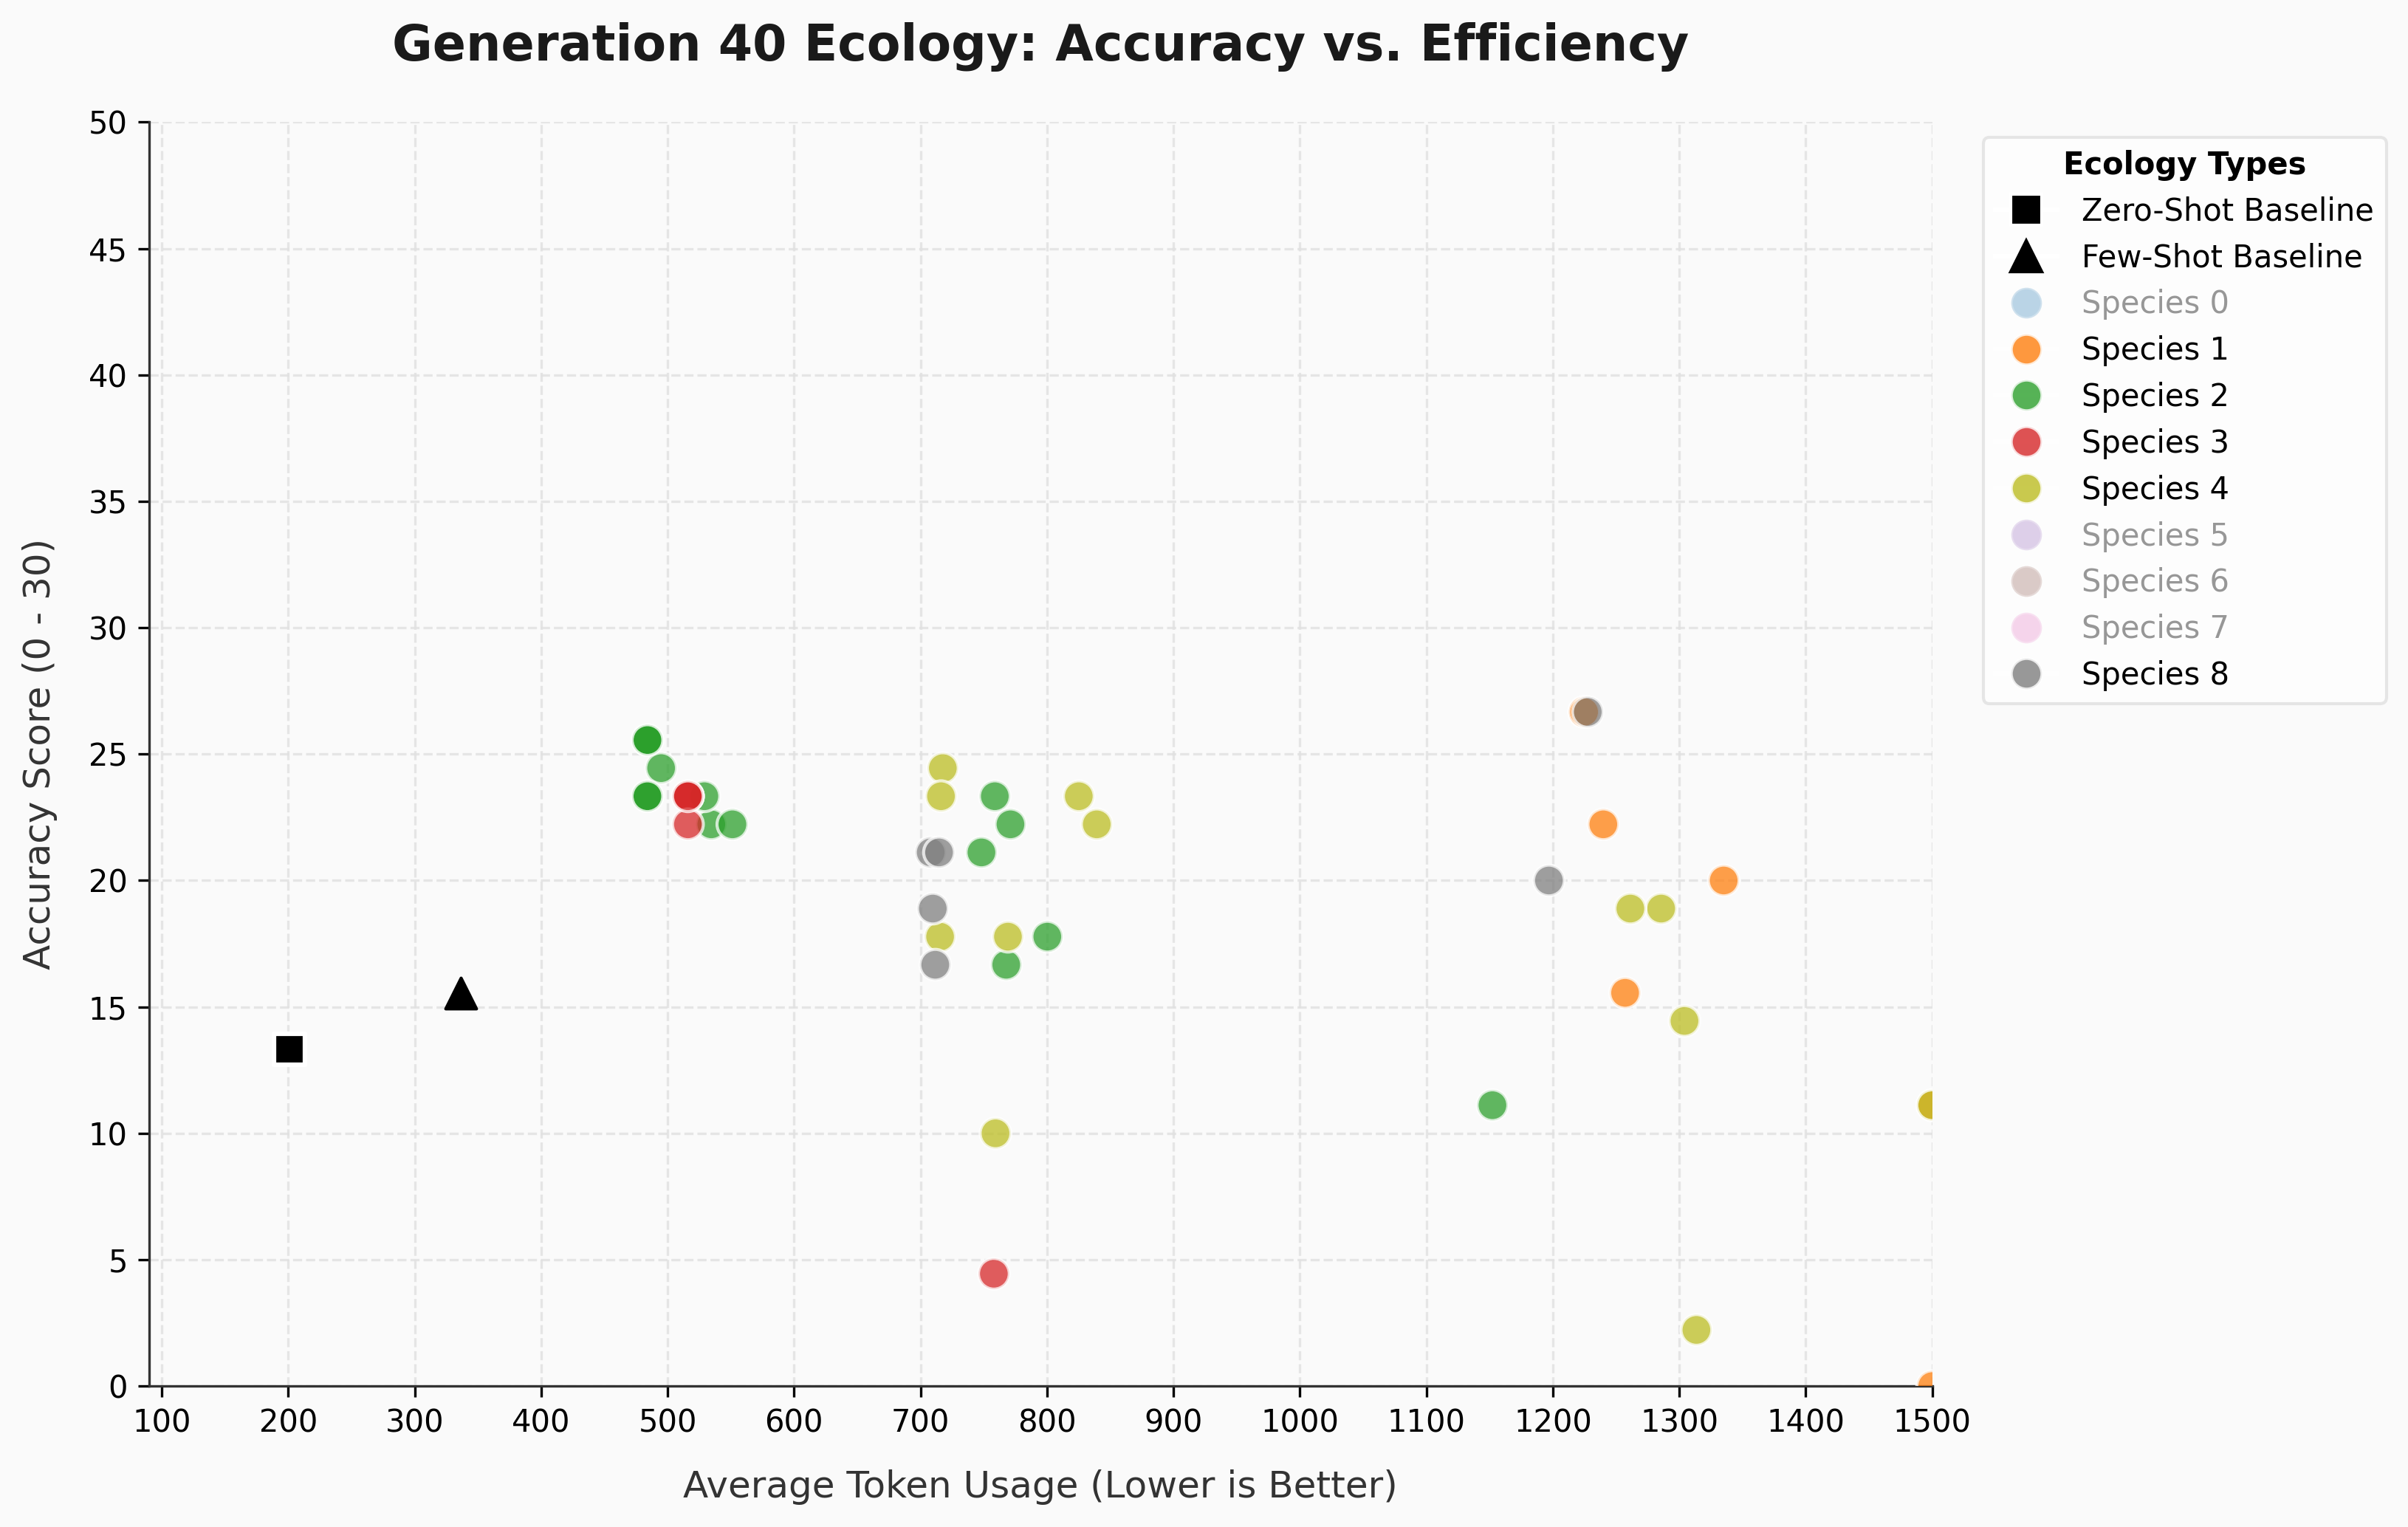 Generation 40 Ecology: Accuracy vs. Efficiency
50
45
40
35
30
25
20
15
10
5
0
Accuracy Score (0 - 30)
100 200 300 400 500 600 700 800 900 1000 1100 1200 1300 1400 1500
Average Token Usage (Lower is Better)
Ecology Types
Zero-Shot Baseline
Few-Shot Baseline
Species 0
Species 1
Species 2
Species 3
Species 4
Species 5
Species 6
Species 7
Species 8